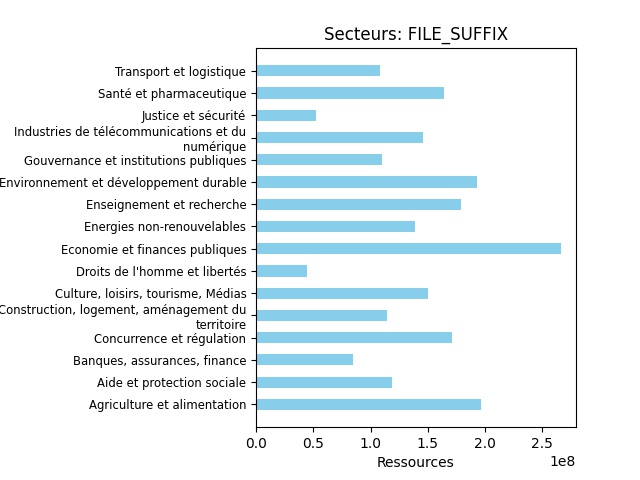 Secteurs: FILE_SUFFIX
Transport et logistique
Santé et pharmaceutique
Justice et sécurité
Industries de télécommunications et du
numérique
Gouvernance et institutions publiques
Environnement et développement durable
Enseignement et recherche
Energies non-renouvelables
Economie et finances publiques
Droits de l'homme et libertés
Culture, loisirs, tourisme, Médias
Construction, logement, aménagement du
territoire
Concurrence et régulation
Banques, assurances, finance
Aide et protection sociale
Agriculture et alimentation
0.0 0.5 1.0 1.5 2.0 2.5
1e8
Ressources